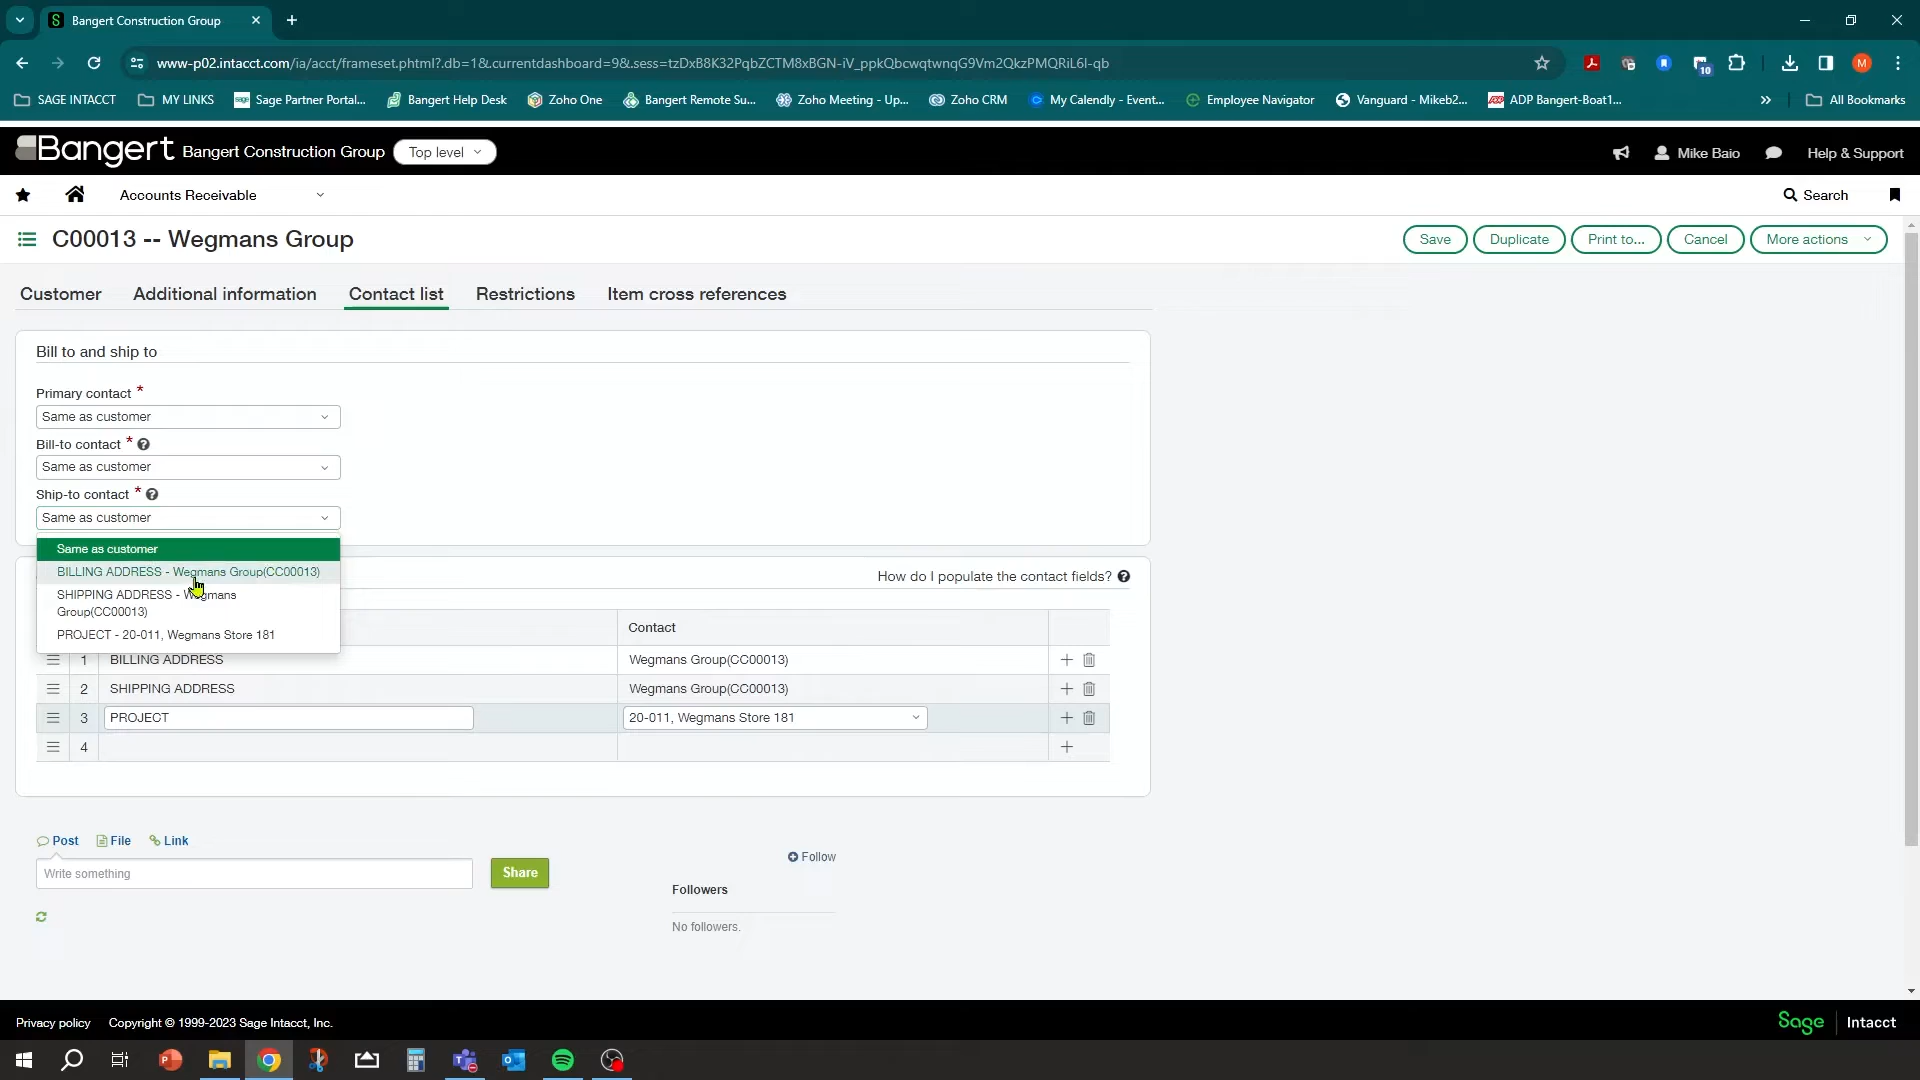 Bangert Construction Group
www-p02.intacct.com/ia/acct/frameset.phtml?.db=1&.currentdashboard=9&.sess=tzDxB8K32PqbZCTM8xBGN-iV_ppkQbcwqtwnqG9Vm2QkzPMQRiL6l-qb
10
M
SAGE INTACCT
MY LINKS
Sage Partner Portal...
Bangert Help Desk
Zoho One
Bangert Remote Su...
Zoho Meeting - Up...
Zoho CRM
My Calendly - Event...
Employee Navigator
Vanguard - Mikeb2...
ADP Bangert-Boat1...
All Bookmarks
Bangert Bangert Construction Group
Top level
Mike Baio
Help & Support
Accounts Receivable
Search
C00013 -- Wegmans Group
Save
Duplicate
Print to...
Cancel
More actions
Customer
Additional information
Contact list
Restrictions
Item cross references
Bill to and ship to
Primary contact *
Same as customer
Bill-to contact *
Same as customer
Ship-to contact *
Same as customer
Same as customer
BILLING ADDRESS - Wegmans Group(CC00013)
SHIPPING ADDRESS - Wegmans
Group(CC00013)
PROJECT - 20-011, Wegmans Store 181
How do I populate the contact fields?
Contact
1 BILLING ADDRESS Wegmans Group(CC00013)
2 SHIPPING ADDRESS Wegmans Group(CC00013)
3 PROJECT 20-011, Wegmans Store 181
4
Post
File
Link
Write something
Share
Follow
Followers
No followers.
Privacy policy
Copyright © 1999-2023 Sage Intacct, Inc.
Sage Intacct